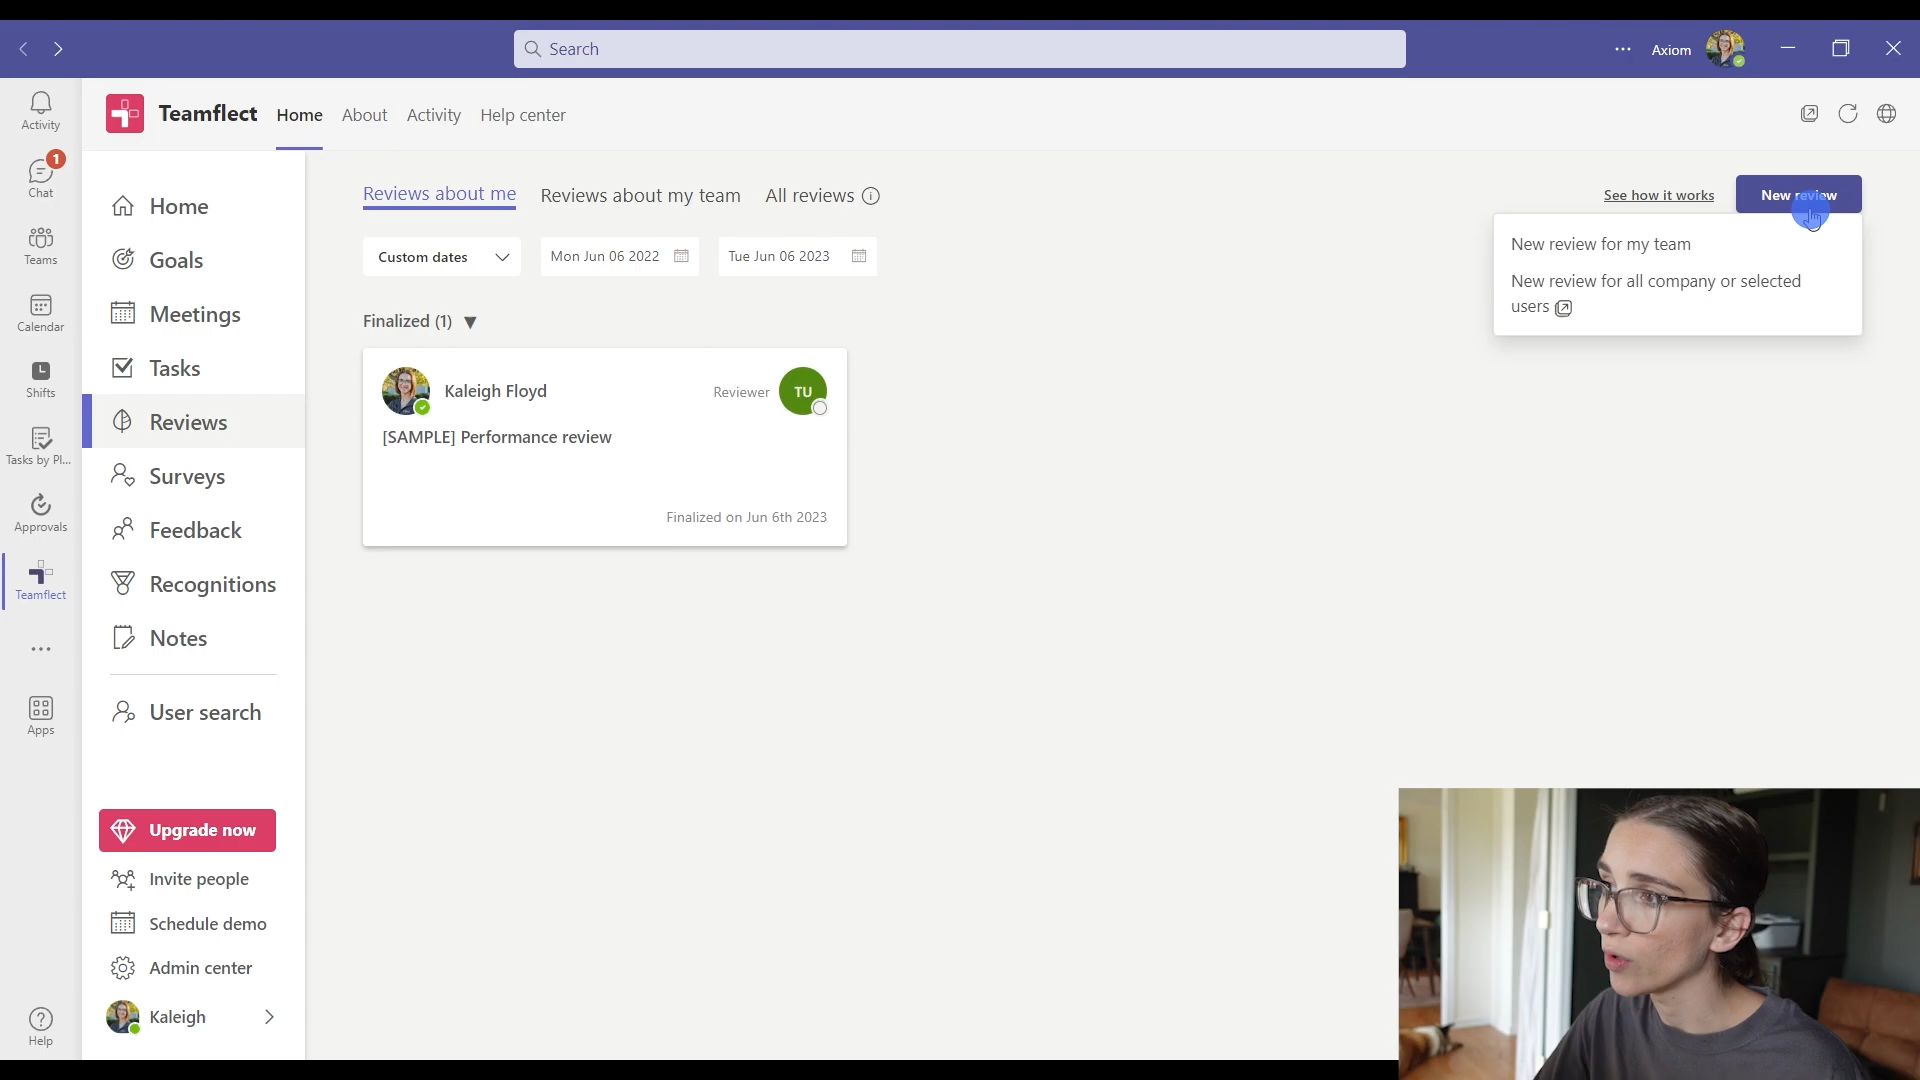 Search
Axiom
Activity
1
Chat
Teams
Calendar
Shifts
Tasks by Pl...
Approvals
Teamflect
Apps
Help
Teamflect
Home
About
Activity
Help center
Home
Goals
Meetings
Tasks
Reviews
Surveys
Feedback
Recognitions
Notes
User search
Upgrade now
Invite people
Schedule demo
Admin center
Kaleigh
Reviews about me
Reviews about my team
All reviews
See how it works
New review
New review for my team
New review for all company or selected
users
Custom dates
Mon Jun 06 2022
Tue Jun 06 2023
Finalized (1)
Kaleigh Floyd
Reviewer
TU
[SAMPLE] Performance review
Finalized on Jun 6th 2023